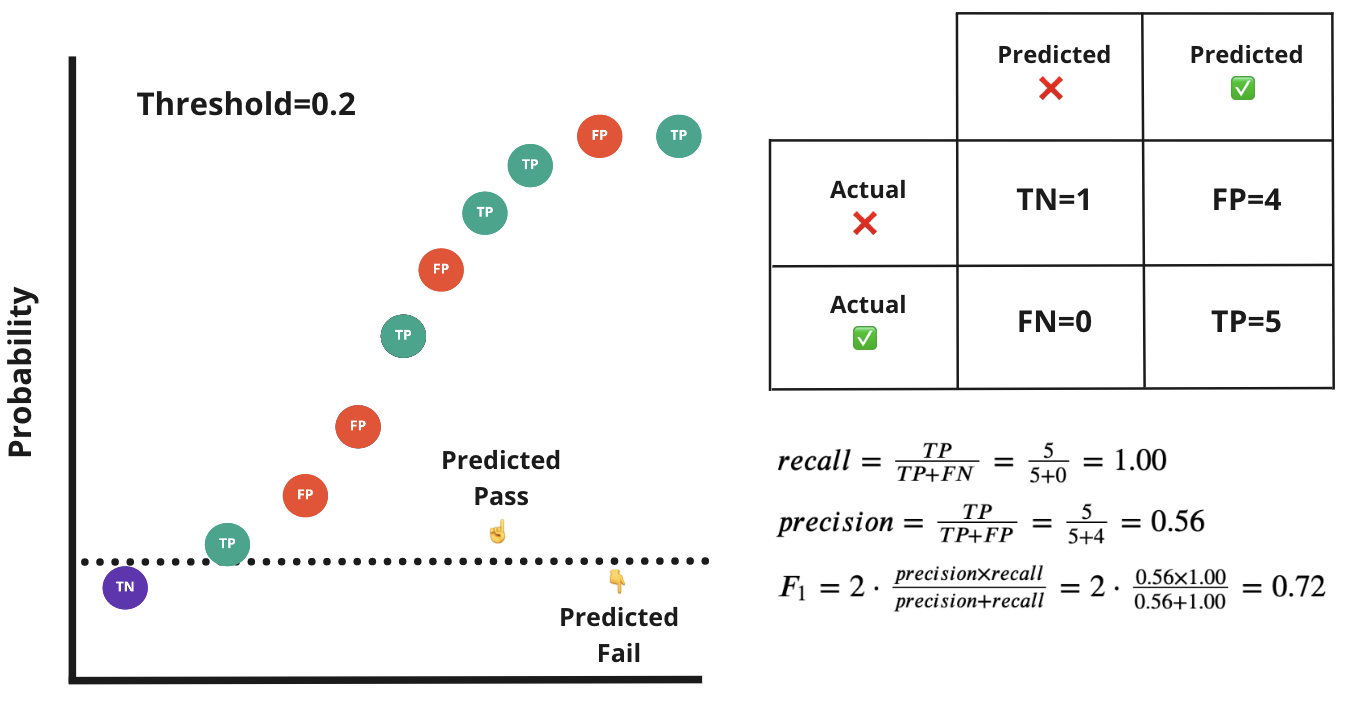 Threshold=0.2
Probability
FP
TP
TP
TP
FP
TP
FP
FP
TP
TN
Predicted
Pass
☝
👇
Predicted
Fail
Predicted
❌
Predicted
✅
Actual
❌
TN=1
FP=4
Actual
✅
FN=0
TP=5
recall = TP/(TP+FN) = 5/(5+0) = 1.00
precision = TP/(TP+FP) = 5/(5+4) = 0.56
F₁ = 2 · (precision×recall)/(precision+recall) = 2 · (0.56×1.00)/(0.56+1.00) = 0.72